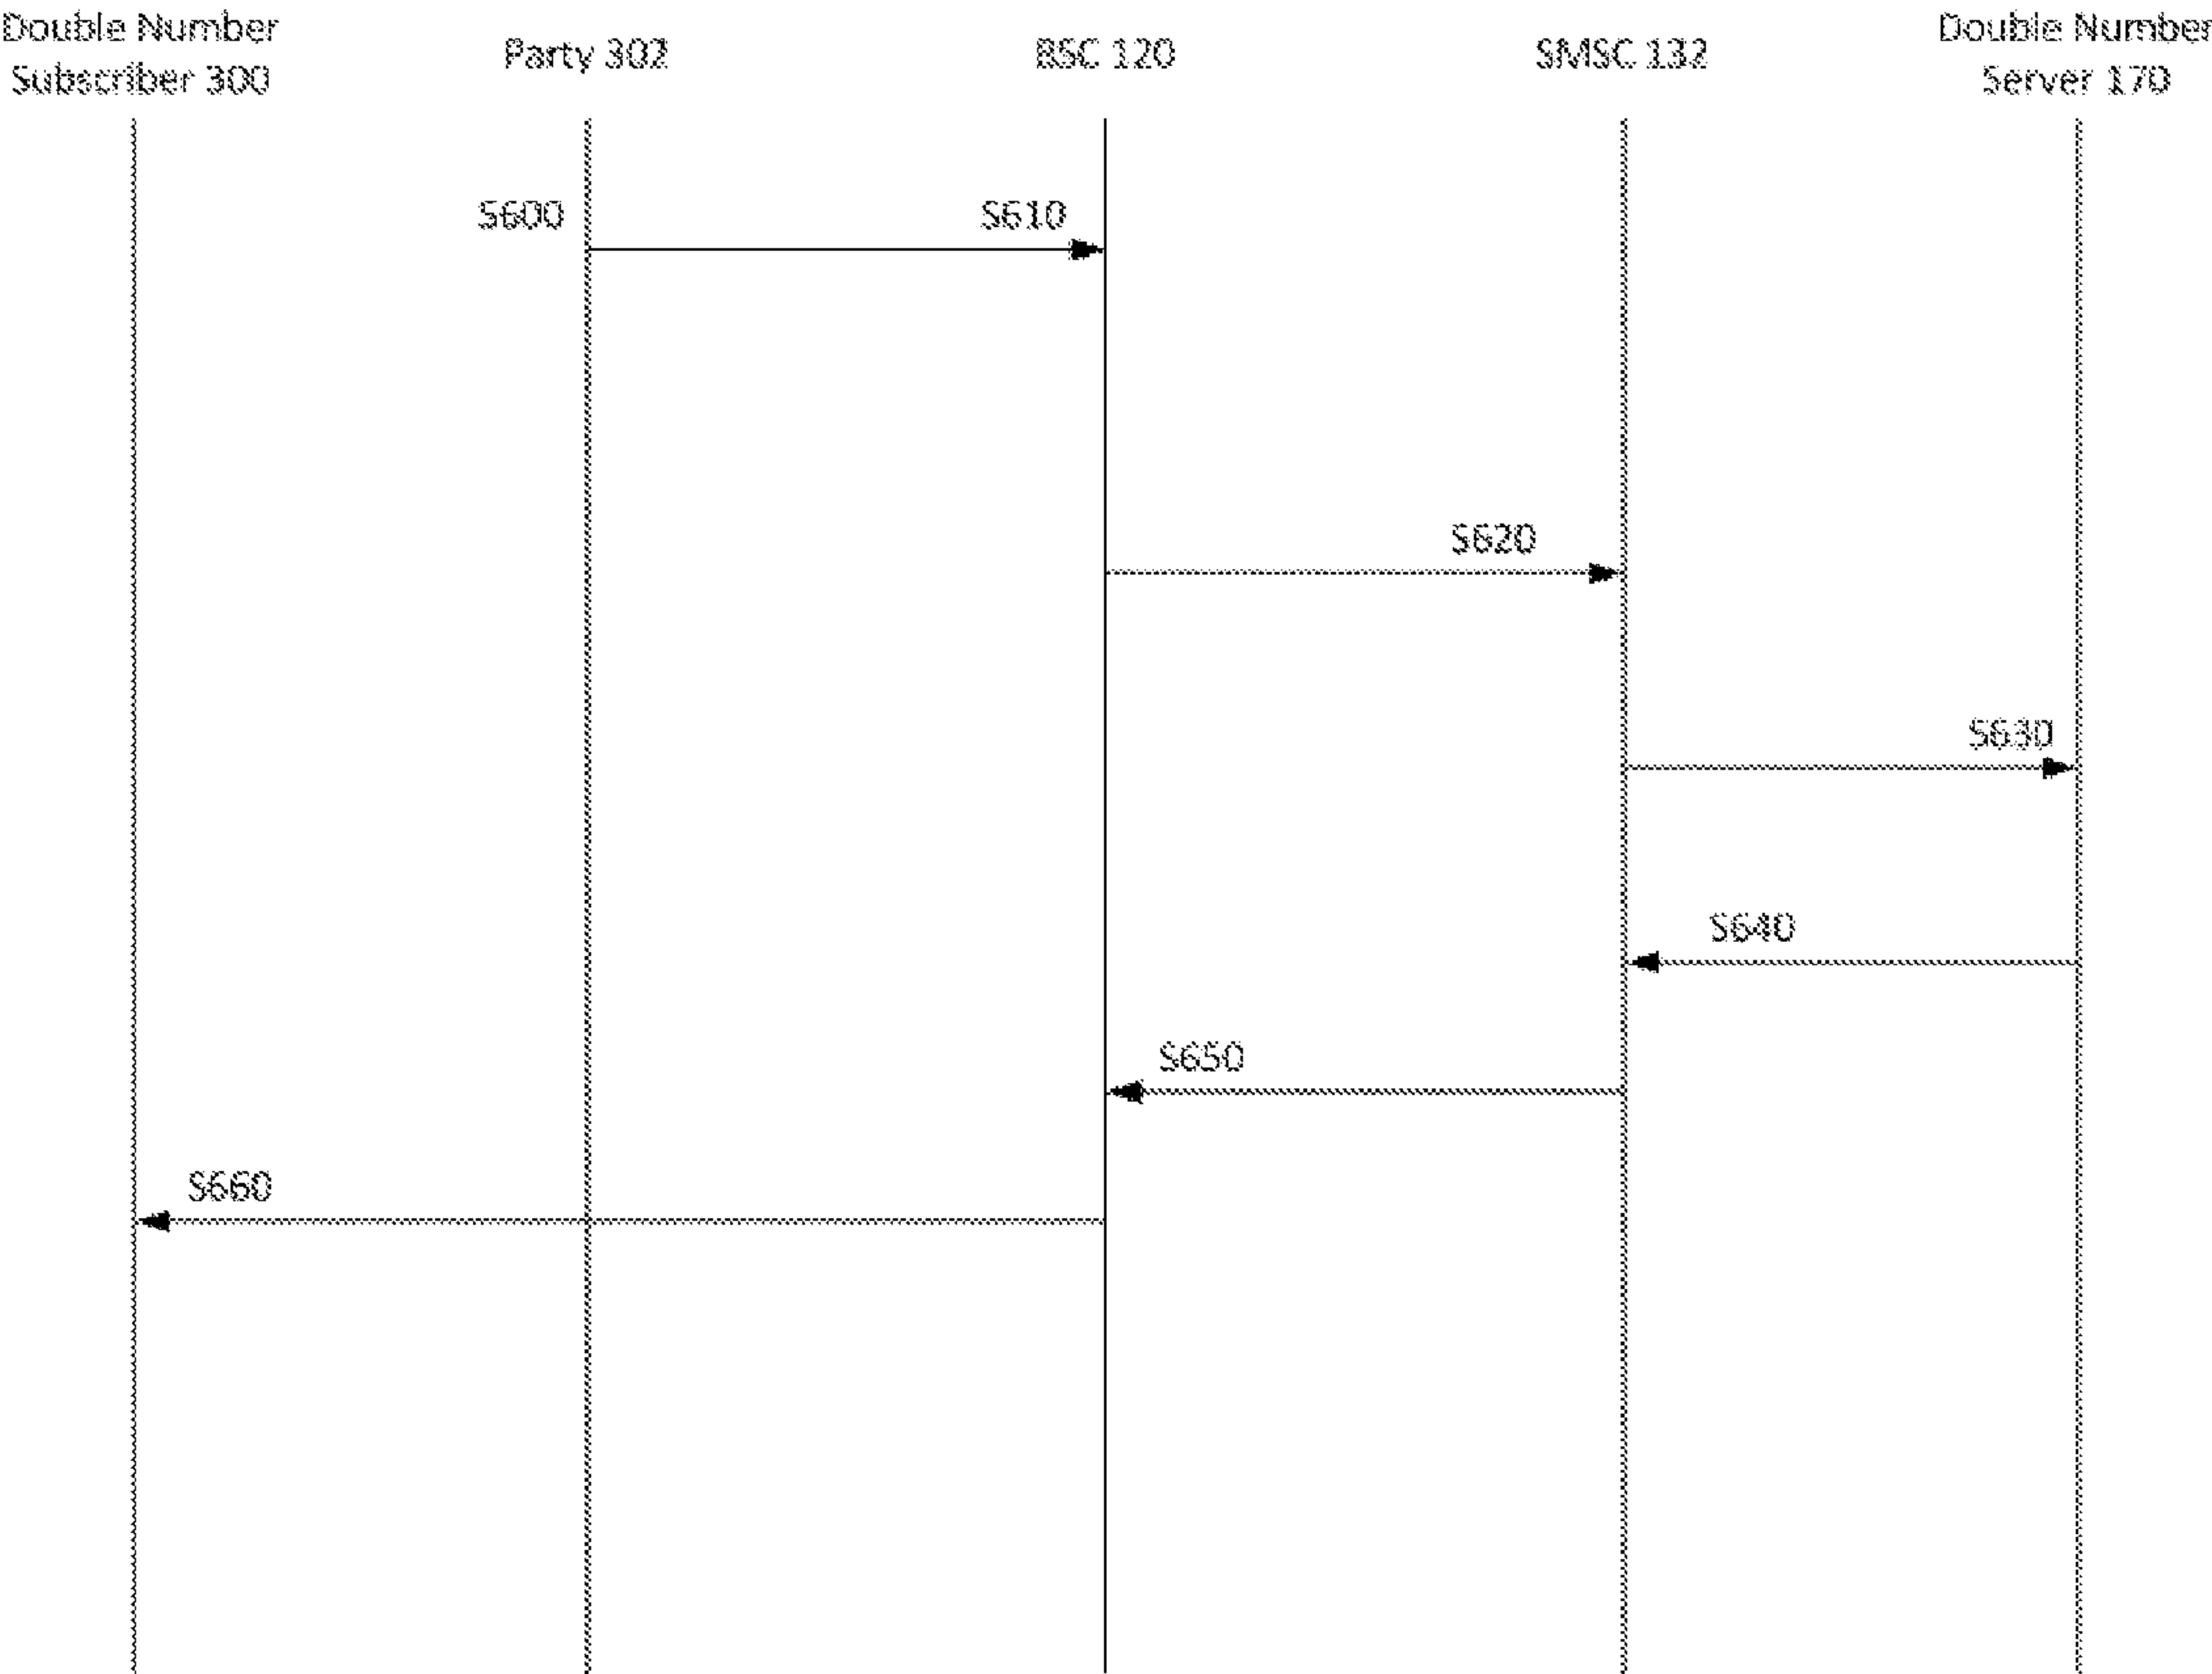 Double Number
Subscriber 300
Party 302
BSC 120
SMSC 132
Double Number
Server 170
S600
S610
S620
S630
S640
S650
S660